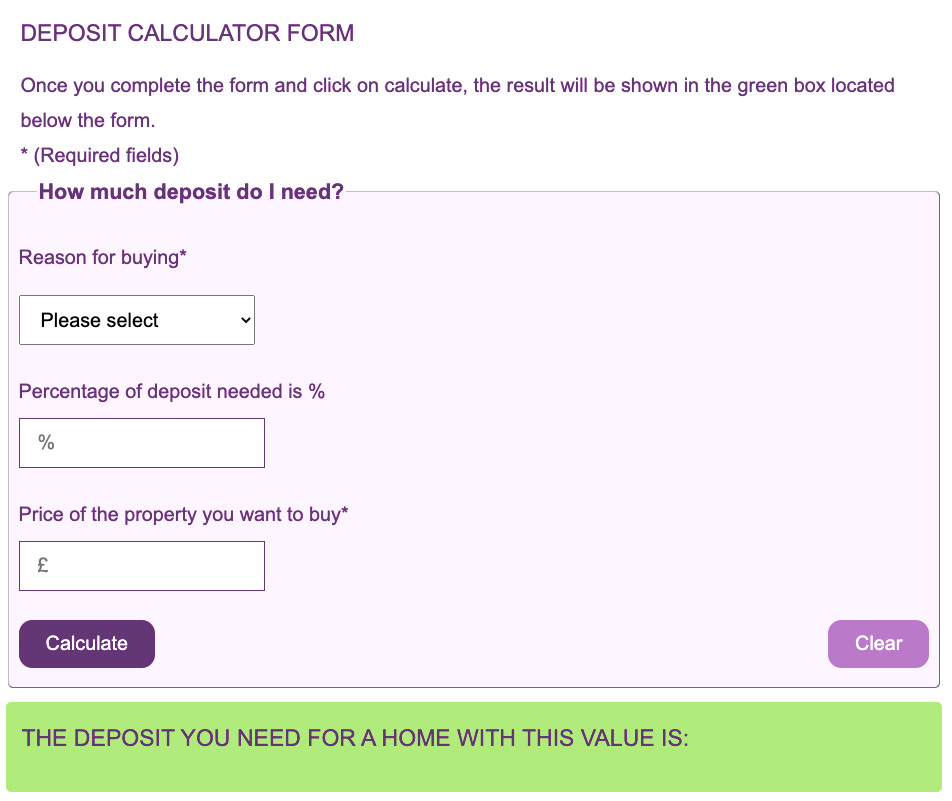 DEPOSIT CALCULATOR FORM
Once you complete the form and click on calculate, the result will be shown in the green box located
below the form.
* (Required fields)
How much deposit do I need?
Reason for buying*
Please select
Percentage of deposit needed is %
%
Price of the property you want to buy*
£
Calculate
Clear
THE DEPOSIT YOU NEED FOR A HOME WITH THIS VALUE IS: